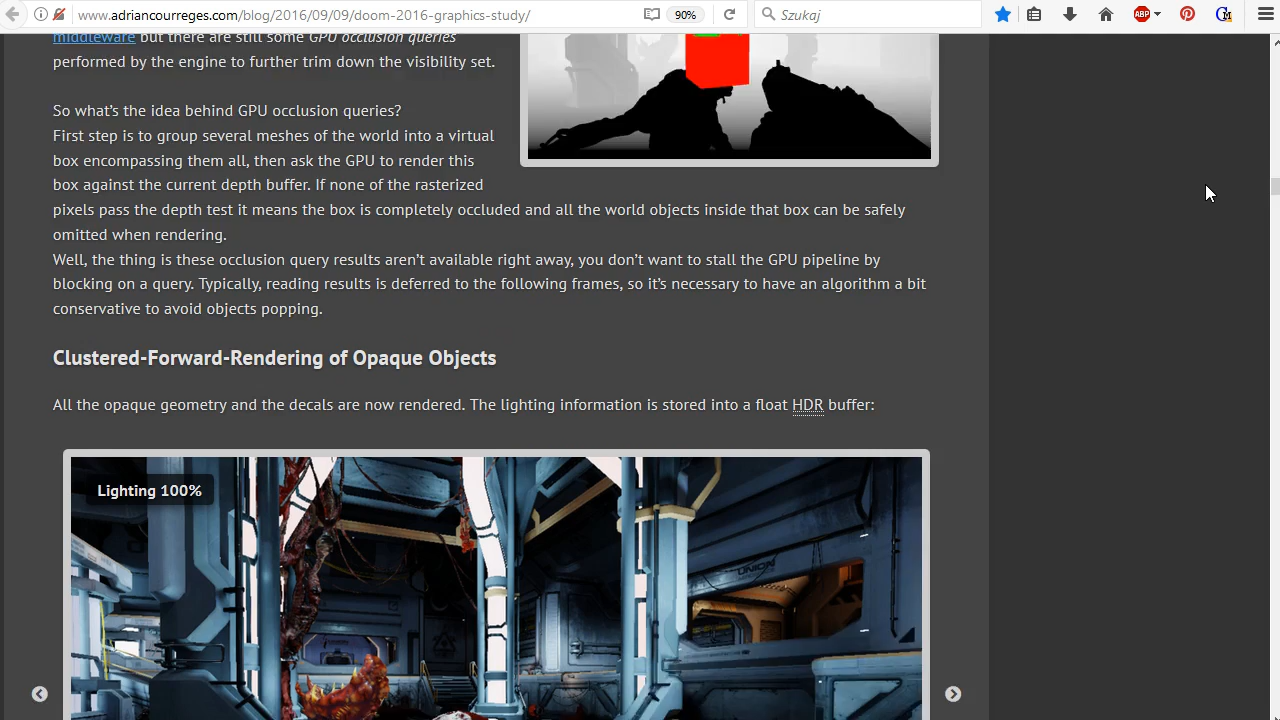 www.adriancourreges.com/blog/2016/09/09/doom-2016-graphics-study/
90%
Szukaj
ABP
middleware but there are still some GPU occlusion queries
performed by the engine to further trim down the visibility set.
So what's the idea behind GPU occlusion queries?
First step is to group several meshes of the world into a virtual
box encompassing them all, then ask the GPU to render this
box against the current depth buffer. If none of the rasterized
pixels pass the depth test it means the box is completely occluded and all the world objects inside that box can be safely
omitted when rendering.
Well, the thing is these occlusion query results aren't available right away, you don't want to stall the GPU pipeline by
blocking on a query. Typically, reading results is deferred to the following frames, so it's necessary to have an algorithm a bit
conservative to avoid objects popping.
Clustered-Forward-Rendering of Opaque Objects
All the opaque geometry and the decals are now rendered. The lighting information is stored into a float HDR buffer:
Lighting 100%
UNION